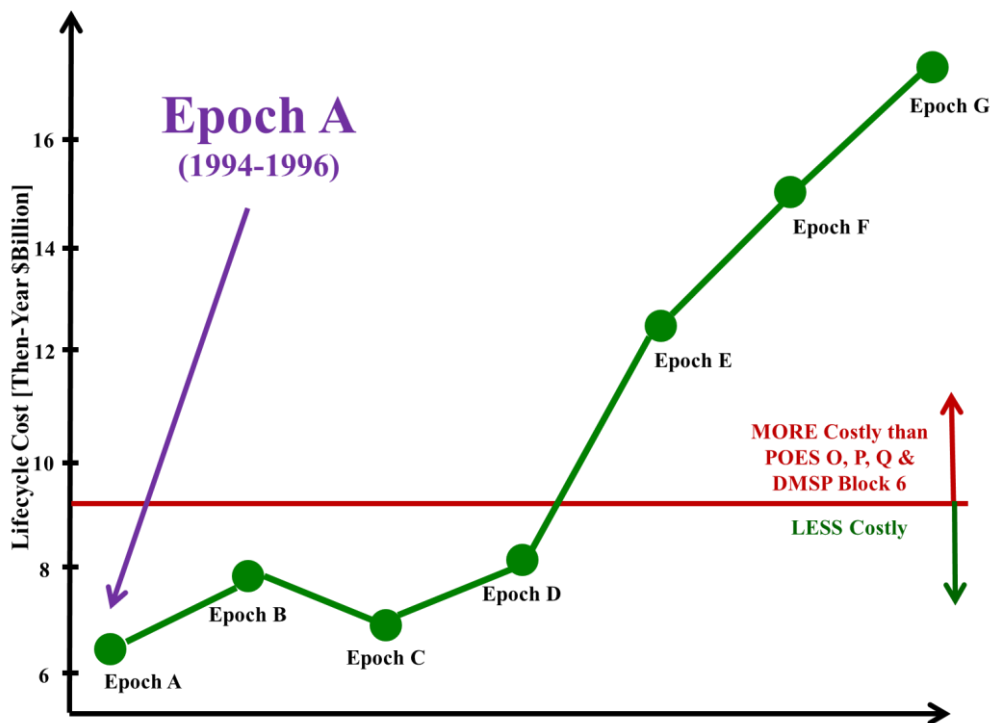 Epoch A
(1994-1996)
Lifecycle Cost [Then-Year $Billion]
16
14
12
10
8
6
Epoch A
Epoch B
Epoch C
Epoch D
Epoch E
Epoch F
Epoch G
MORE Costly than
POES O, P, Q &
DMSP Block 6
LESS Costly